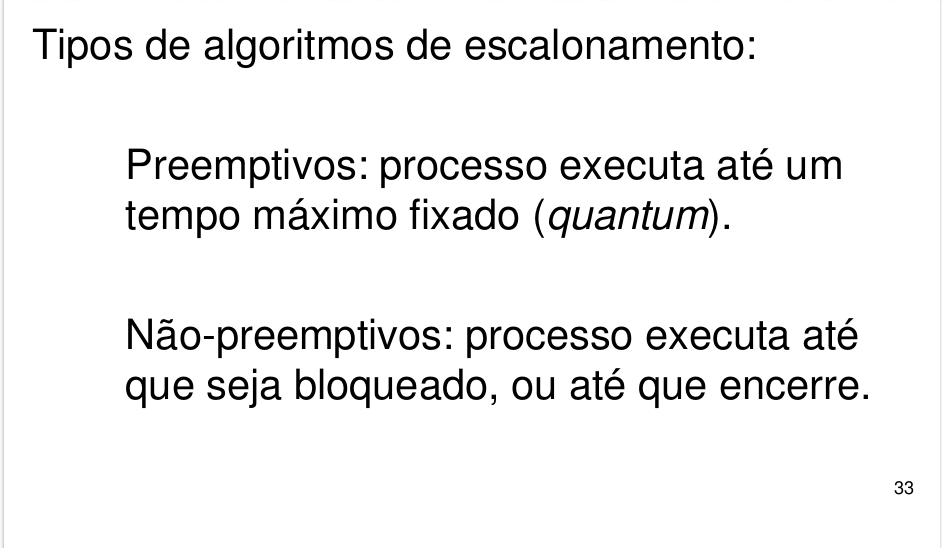 Tipos de algoritmos de escalonamento:
Preemptivos: processo executa até um
tempo máximo fixado (quantum).
Não-preemptivos: processo executa até
que seja bloqueado, ou até que encerre.
33